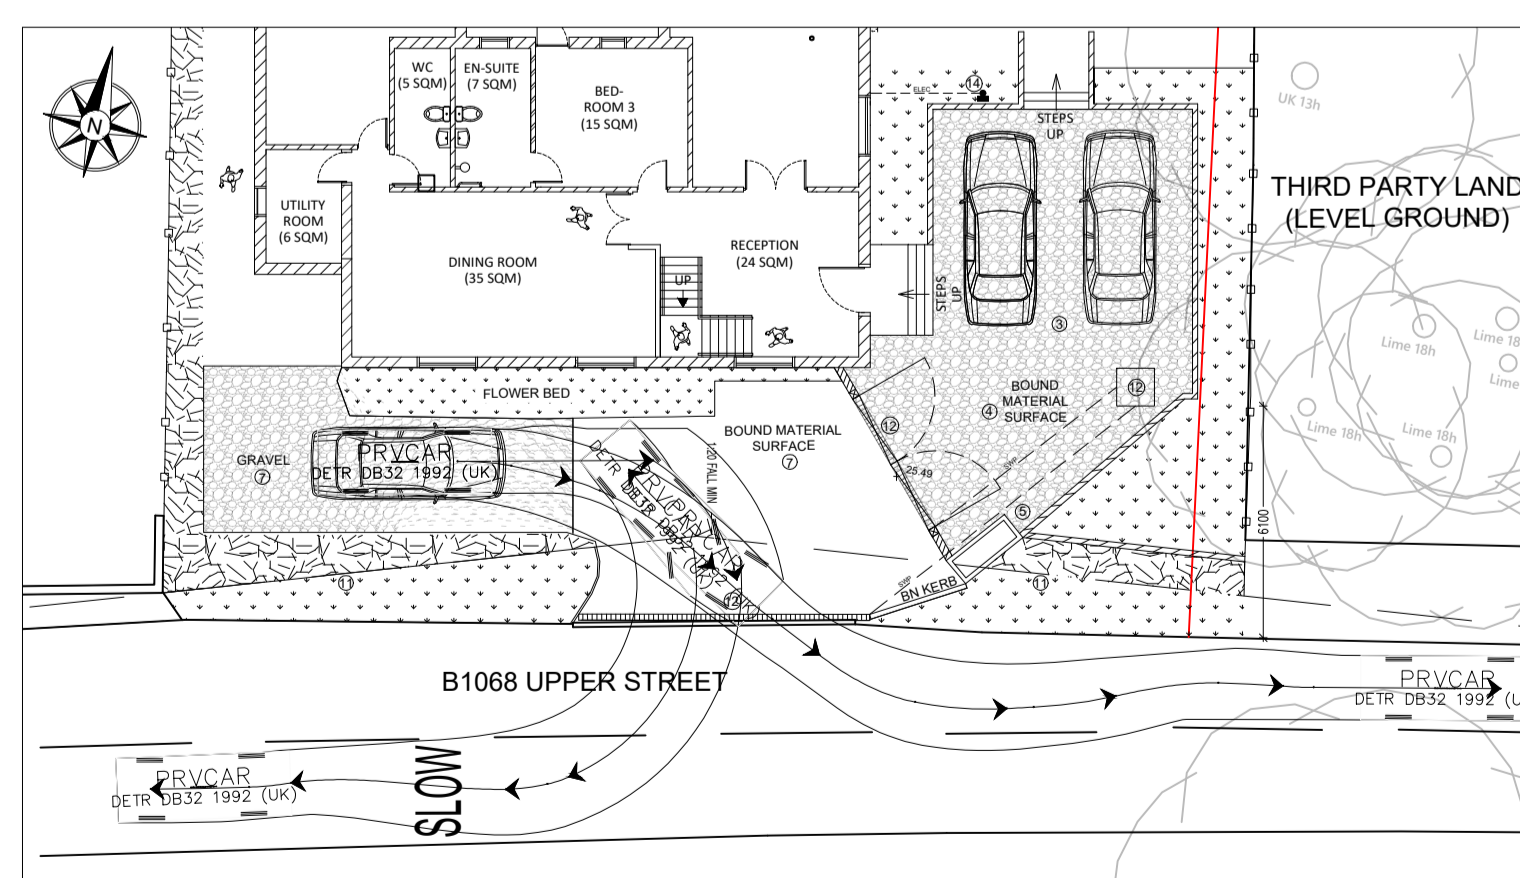 N
WC
(5 SQM)
EN-SUITE
(7 SQM)
BED-
ROOM 3
(15 SQM)
ELEC
14
STEPS
UP
UK 13h
THIRD PARTY LAND
(LEVEL GROUND)
UTILITY
ROOM
(6 SQM)
DINING ROOM
(35 SQM)
RECEPTION
(24 SQM)
UP
STEPS
UP
3
Lime 18h
Lime 18
Lime
Lime 18h
Lime 18h
FLOWER BED
BOUND
MATERIAL
SURFACE
4
12
12
BOUND MATERIAL
SURFACE
7
GRAVEL
7
PRVCAR
DETR DB32 1992 (UK)
1:20 FALL MIN
25.49
SWP
5
6100
PRVCAR
12
SWP
BN KERB
11
11
B1068 UPPER STREET
PRVCAR
DETR DB32 1992 (U
SLOW
PRVCAR
DETR DB32 1992 (UK)